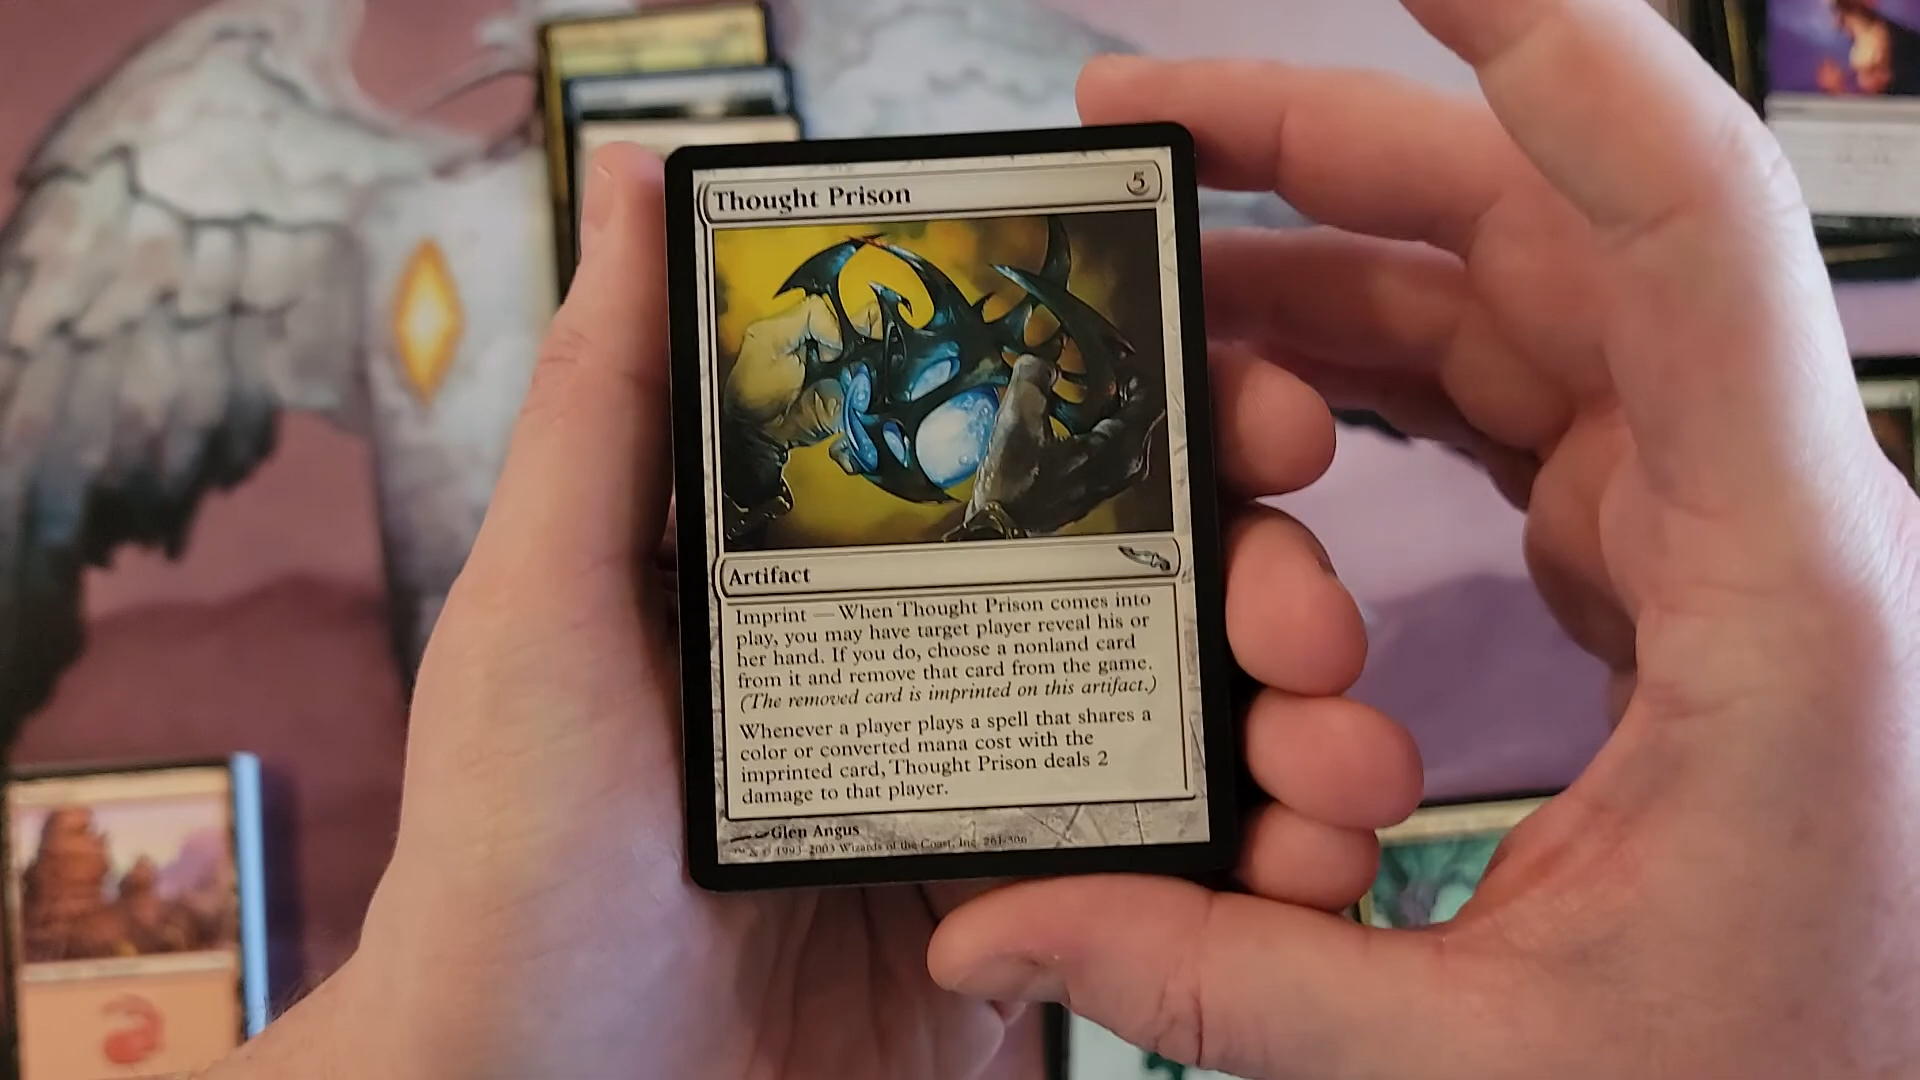 Thought Prison 5
Artifact
Imprint — When Thought Prison comes into
play, you may have target player reveal his or
her hand. If you do, choose a nonland card
from it and remove that card from the game.
(The removed card is imprinted on this artifact.)
Whenever a player plays a spell that shares a
color or converted mana cost with the
imprinted card, Thought Prison deals 2
damage to that player.
Glen Angus
™ & © 1993–2003 Wizards of the Coast, Inc. 261/306